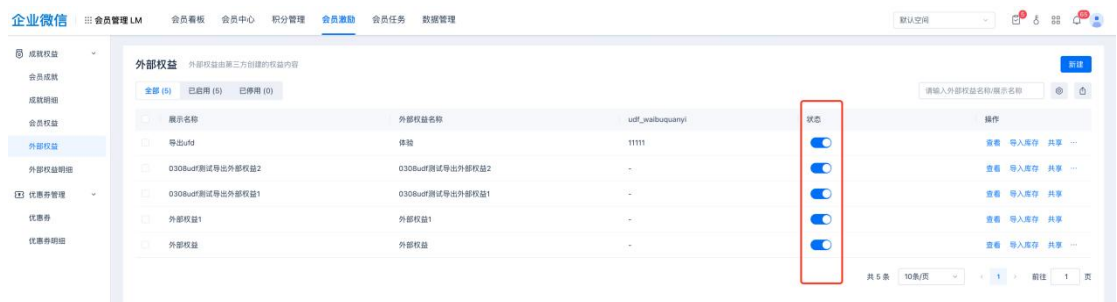 企业微信 会员管理 LM 会员看板 会员中心 积分管理 会员激励 会员任务 数据管理 默认空间 65
成就权益
会员成就
成就明细
会员权益
外部权益
外部权益明细
优惠券管理
优惠券
优惠券明细
外部权益 外部权益由第三方创建的权益内容 新建
全部 (5) 已启用 (5) 已停用 (0) 请输入外部权益名称/展示名称
展示名称 外部权益名称 udf_waibuquanyi 状态 操作
导出ufd 体验 11111 查看 导入库存 共享 ···
0308udf测试导出外部权益2 0308udf测试导出外部权益2 - 查看 导入库存 共享 ···
0308udf测试导出外部权益1 0308udf测试导出外部权益1 - 查看 导入库存 共享
外部权益1 外部权益1 - 查看 导入库存 共享
外部权益 外部权益 - 查看 导入库存 共享 ···
共 5 条 10条/页 1 前往 1 页